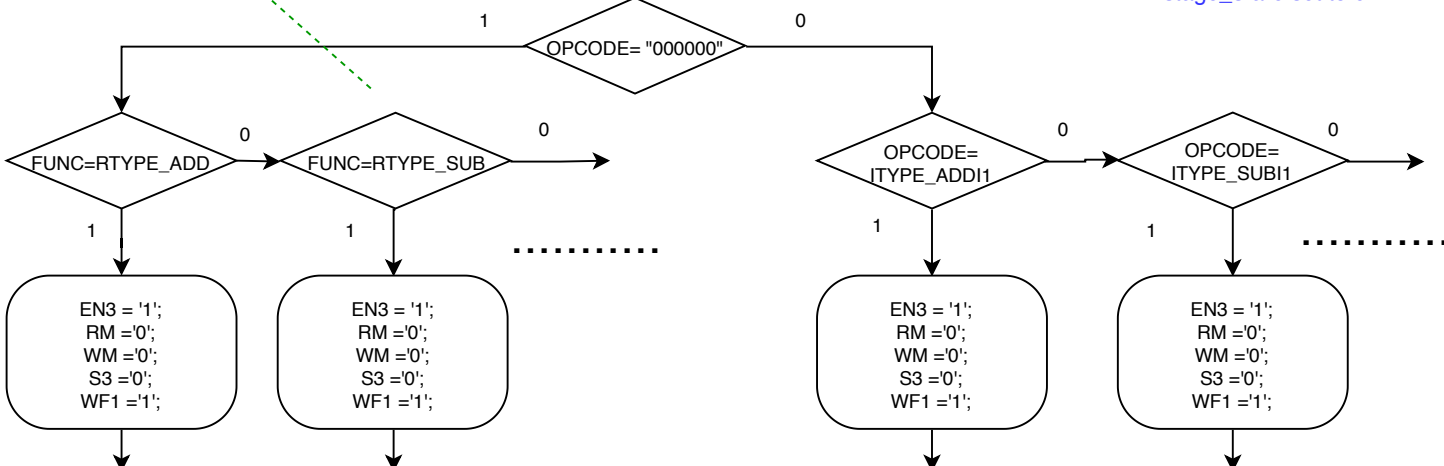 1
OPCODE= "000000"
0
FUNC=RTYPE_ADD
0
FUNC=RTYPE_SUB
0
OPCODE=
ITYPE_ADDI1
0
OPCODE=
ITYPE_SUBI1
0
1
1
1
1
EN3 = '1';
RM ='0';
WM ='0';
S3 ='0';
WF1 ='1';
EN3 = '1';
RM ='0';
WM ='0';
S3 ='0';
WF1 ='1';
EN3 = '1';
RM ='0';
WM ='0';
S3 ='0';
WF1 ='1';
EN3 = '1';
RM ='0';
WM ='0';
S3 ='0';
WF1 ='1';